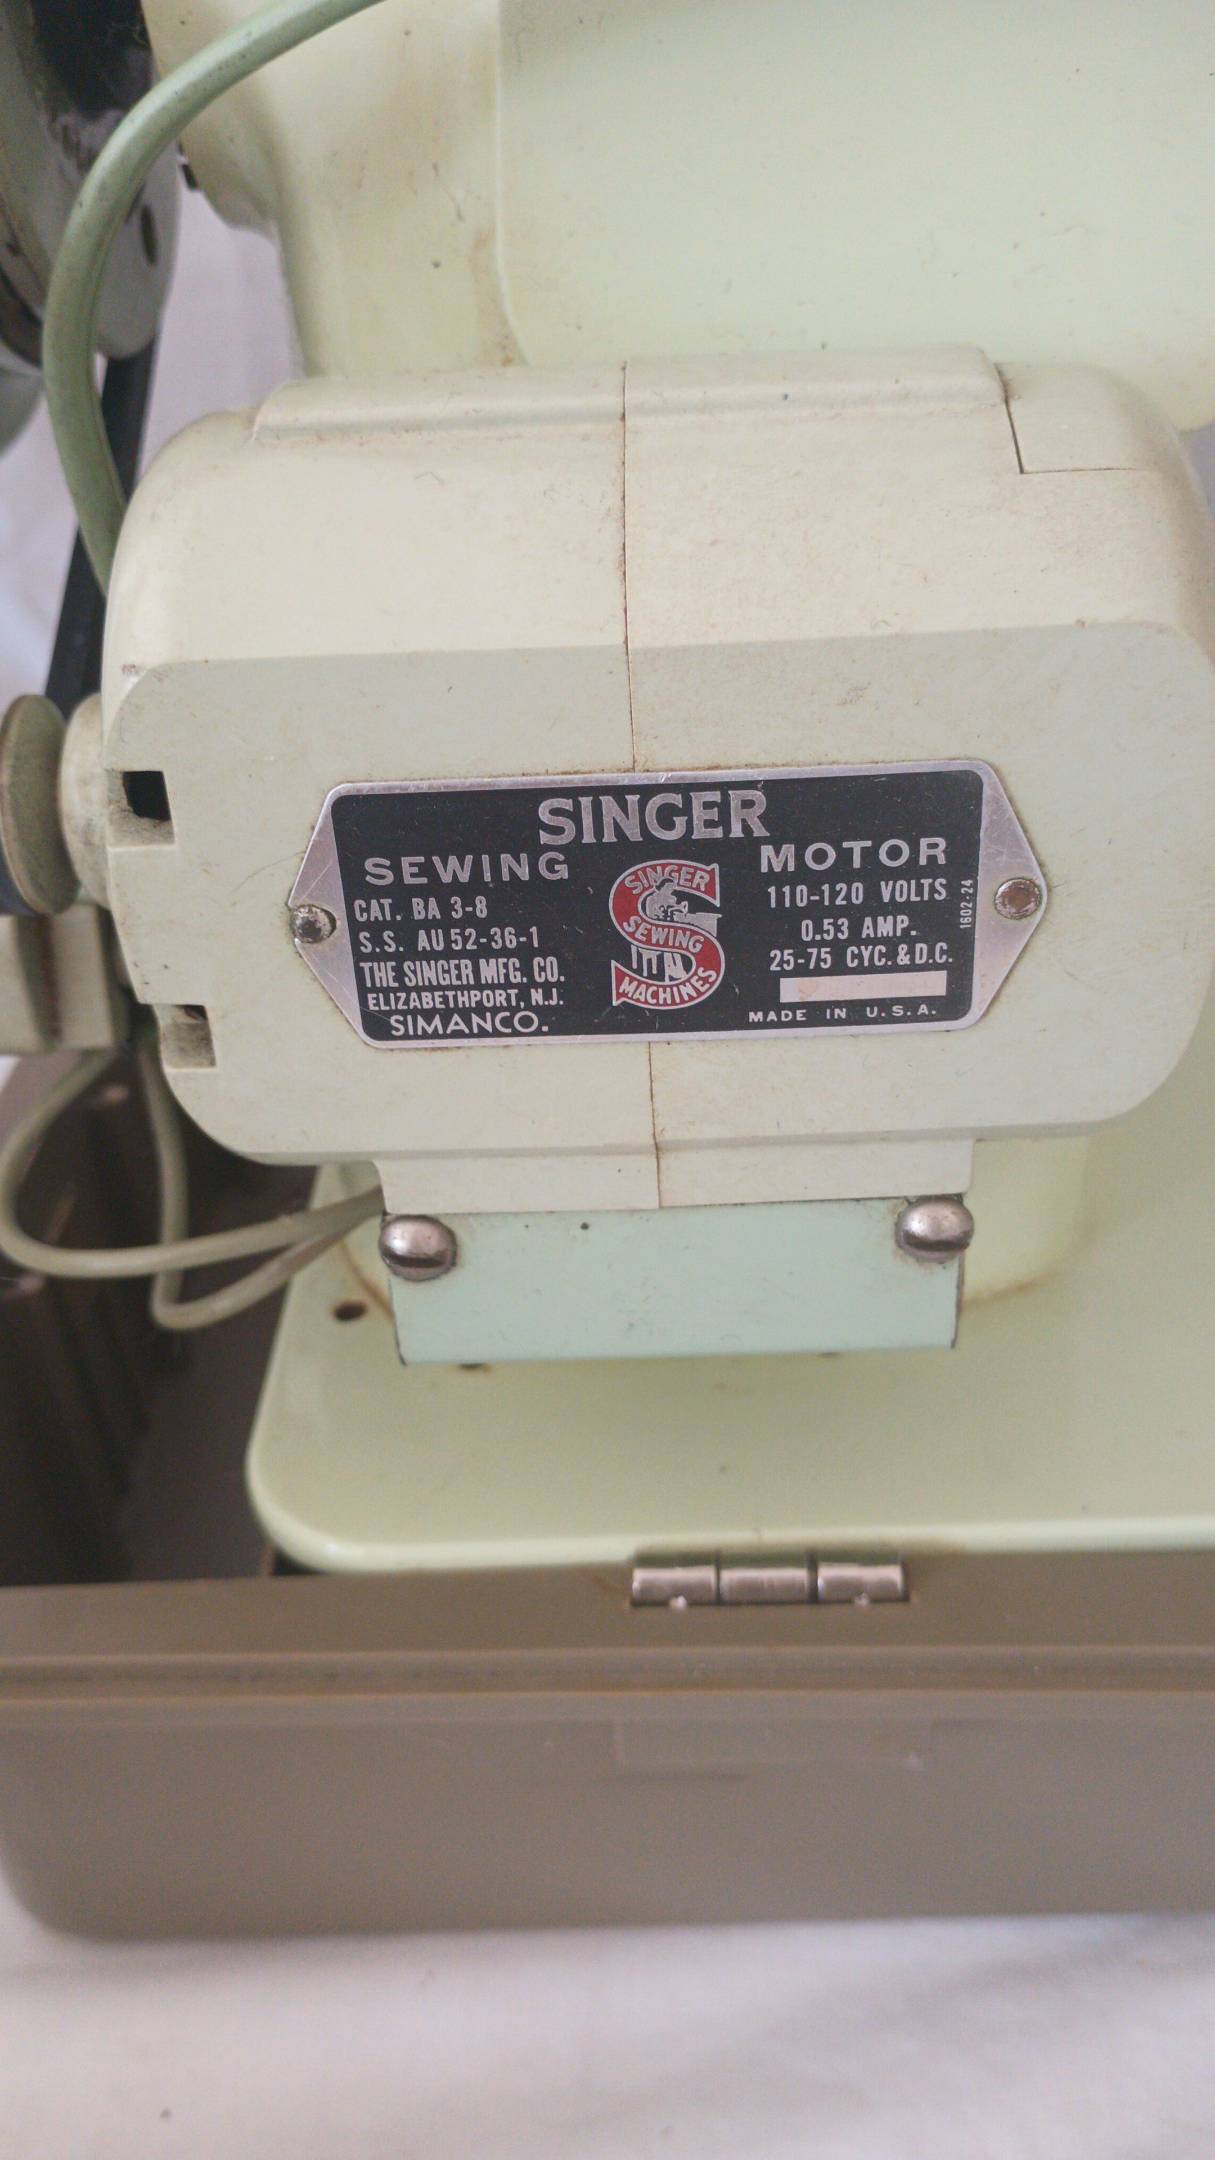 SINGER
SEWING MOTOR
CAT. BA 3-8
S.S. AU 52-36-1
THE SINGER MFG. CO.
ELIZABETHPORT, N.J.
SIMANCO.
SINGER
SEWING
MACHINES
110-120 VOLTS
0.53 AMP.
25-75 CYC. & D.C.
MADE IN U.S.A.
1602-24